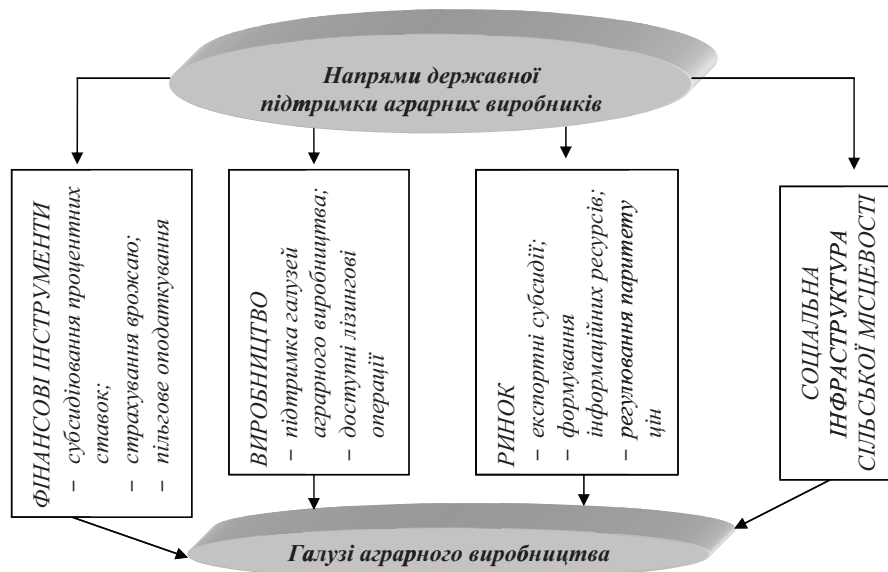 Напрями державної
підтримки аграрних виробників
ФІНАНСОВІ ІНСТРУМЕНТИ
– субсидіювання процентних
ставок;
– страхування врожаю;
– пільгове оподаткування
ВИРОБНИЦТВО
– підтримка галузей
аграрного виробництва;
– доступні лізингові
операції
РИНОК
– експортні субсидії;
– формування
інформаційних ресурсів;
– регулювання паритету
цін
СОЦІАЛЬНА
ІНФРАСТРУКТУРА
СІЛЬСЬКОЇ МІСЦЕВОСТІ
Галузі аграрного виробництва